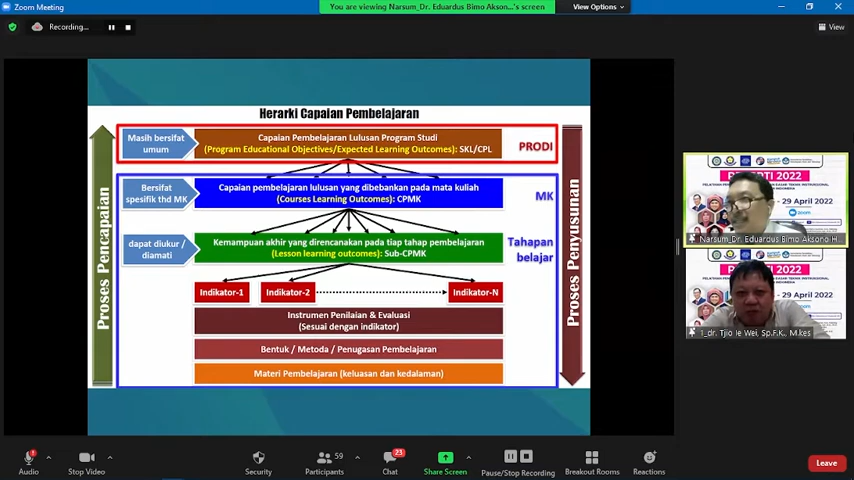 Zoom Meeting
You are viewing Narsum_Dr. Eduardus Bimo Akson...'s screen
View Options
Recording...
View
Herarki Capaian Pembelajaran
Masih bersifat
umum
Capaian Pembelajaran Lulusan Program Studi
(Program Educational Objectives/Expected Learning Outcomes): SKL/CPL
PRODI
Bersifat
spesifik thd MK
Capaian pembelajaran lulusan yang dibebankan pada mata kuliah
(Courses Learning Outcomes): CPMK
MK
dapat diukur /
diamati
Kemampuan akhir yang direncanakan pada tiap tahap pembelajaran
(Lesson learning outcomes): Sub-CPMK
Tahapan
belajar
Indikator-1
Indikator-2
Indikator-N
Instrumen Penilaian & Evaluasi
(Sesuai dengan indikator)
Bentuk / Metoda / Penugasan Pembelajaran
Materi Pembelajaran (keluasan dan kedalaman)
Proses Pencapaian
Proses Penyusunan
2022
- 29 April 2022
zoom
Narsum_Dr. Eduardus Bimo Aksono H...
2022
April 2022
1_dr. Tjio Ie Wei, Sp.F.K., M.kes
Audio
Stop Video
Security
59
Participants
23
Chat
Share Screen
Pause/Stop Recording
Breakout Rooms
Reactions
Leave